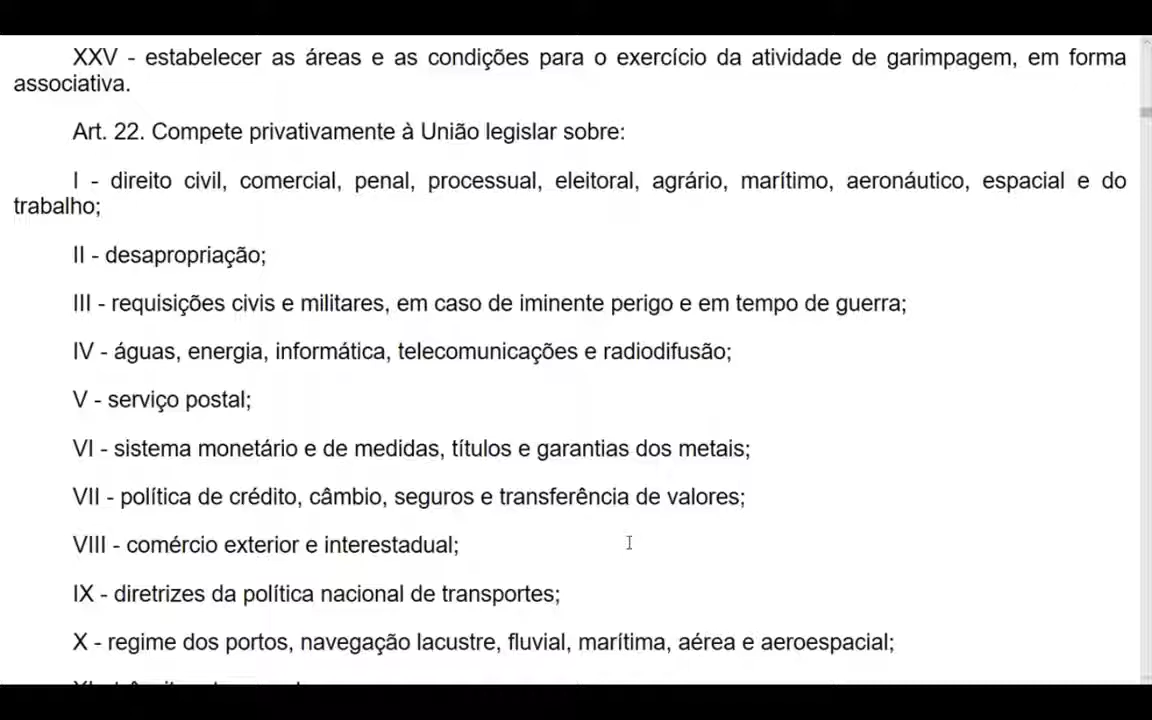 XXV - estabelecer as áreas e as condições para o exercício da atividade de garimpagem, em forma
associativa.
Art. 22. Compete privativamente à União legislar sobre:
I - direito civil, comercial, penal, processual, eleitoral, agrário, marítimo, aeronáutico, espacial e do
trabalho;
II - desapropriação;
III - requisições civis e militares, em caso de iminente perigo e em tempo de guerra;
IV - águas, energia, informática, telecomunicações e radiodifusão;
V - serviço postal;
VI - sistema monetário e de medidas, títulos e garantias dos metais;
VII - política de crédito, câmbio, seguros e transferência de valores;
VIII - comércio exterior e interestadual;
IX - diretrizes da política nacional de transportes;
X - regime dos portos, navegação lacustre, fluvial, marítima, aérea e aeroespacial;